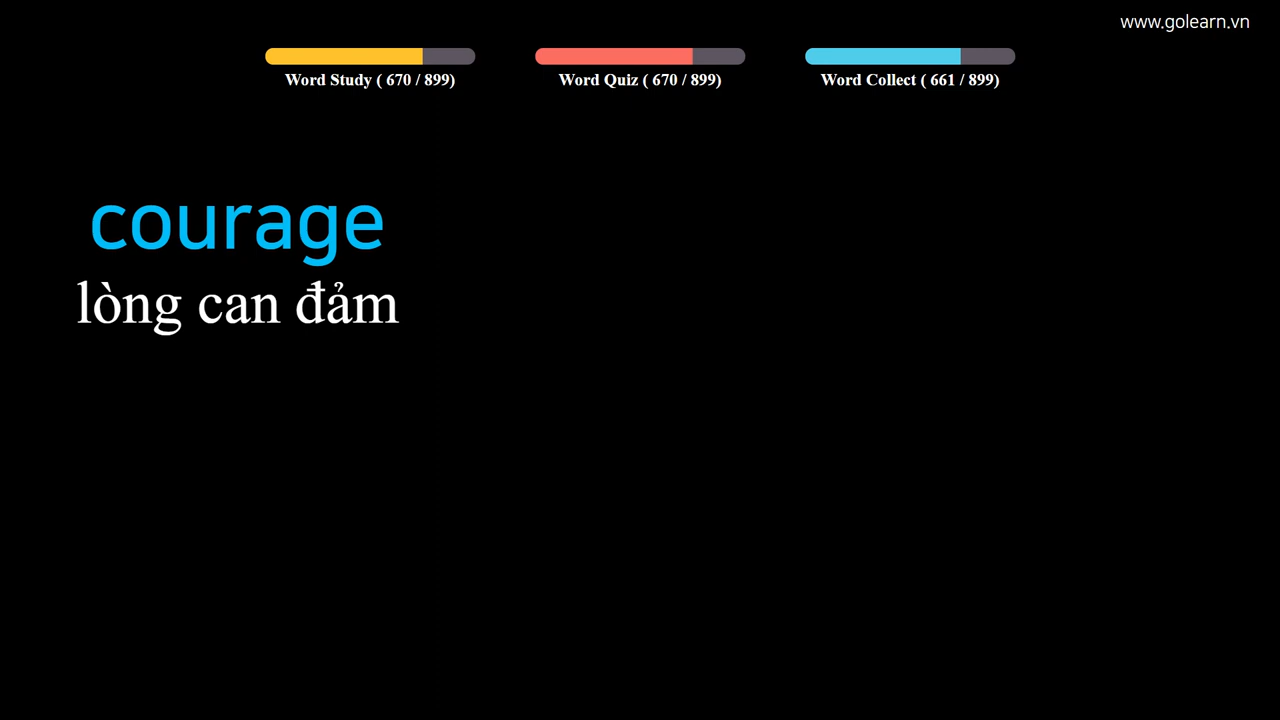 www.golearn.vn
Word Study ( 670 / 899)
Word Quiz ( 670 / 899)
Word Collect ( 661 / 899)
courage
lòng can đảm